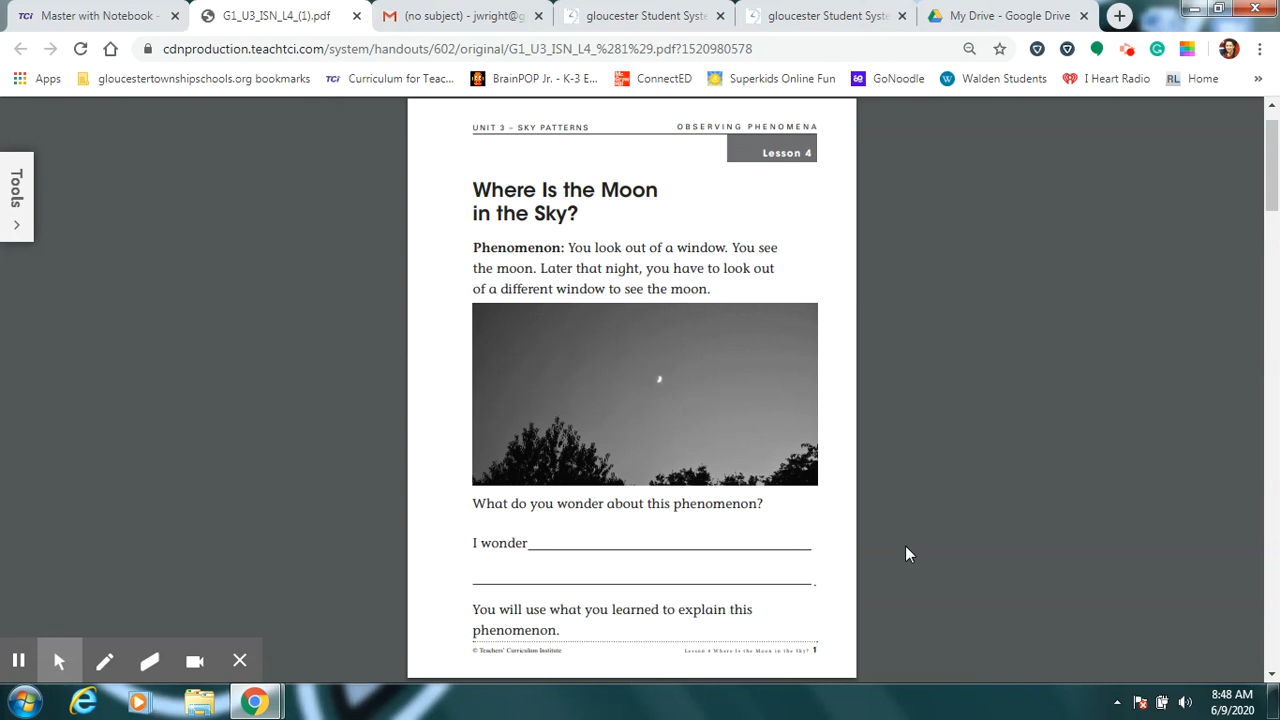 Master with Notebook -
G1_U3_ISN_L4_(1).pdf
(no subject) - jwright@g
gloucester Student Syste
gloucester Student Syste
My Drive - Google Drive
cdnproduction.teachtci.com/system/handouts/602/original/G1_U3_ISN_L4_%281%29.pdf?1520980578
Apps
gloucestertownshipschools.org bookmarks
TCi Curriculum for Teac...
BrainPOP Jr. - K-3 E...
ConnectED
Superkids Online Fun
GoNoodle
Walden Students
I Heart Radio
RL Home
»
Tools
UNIT 3 – SKY PATTERNS
OBSERVING PHENOMENA
Lesson 4
Where Is the Moon
in the Sky?
Phenomenon: You look out of a window. You see
the moon. Later that night, you have to look out
of a different window to see the moon.
What do you wonder about this phenomenon?
I wonder
.
You will use what you learned to explain this
phenomenon.
© Teachers' Curriculum Institute
Lesson 4 Where Is the Moon in the Sky? 1
8:48 AM
6/9/2020